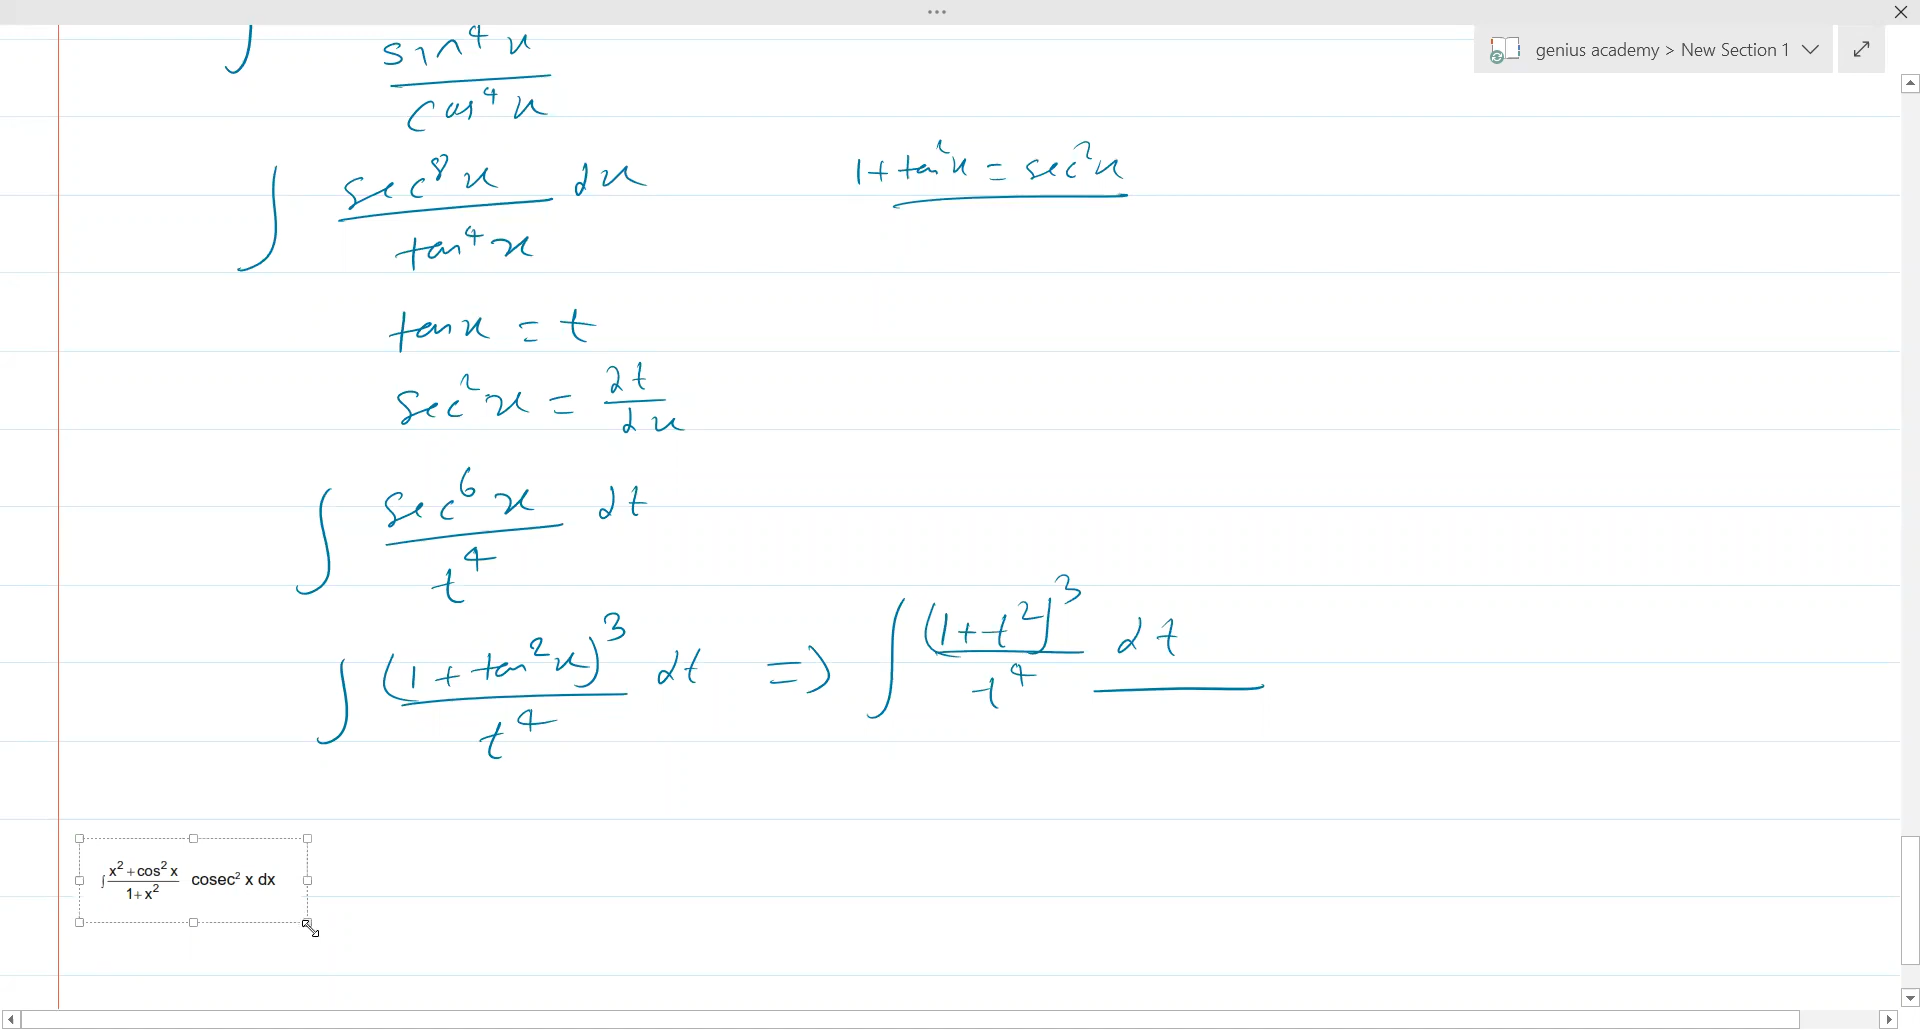 genius academy > New Section 1
∫ sin⁴x / cos⁴x
∫ sec⁸x / tan⁴x dx
1 + tan²x = sec²x
tanx = t
sec²x = dt / dx
∫ sec⁶x / t⁴ dt
∫ (1 + tan²x)³ / t⁴ dt => ∫ (1 + t²)³ / t⁴ dt
∫ x²+cos²x / 1+x² cosec² x dx